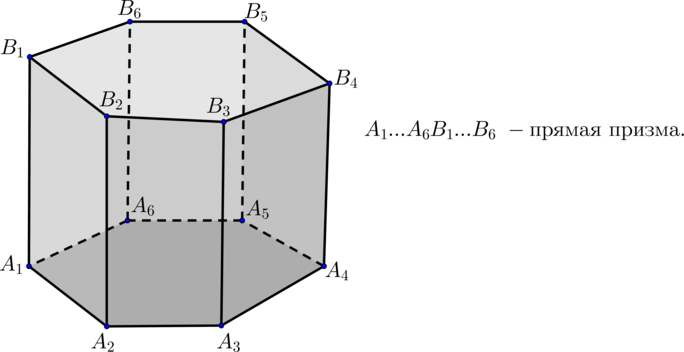 B₆
B₅
B₁
B₄
B₂
B₃
A₁...A₆B₁...B₆ – прямая призма.
A₆
A₅
A₁
A₄
A₂
A₃